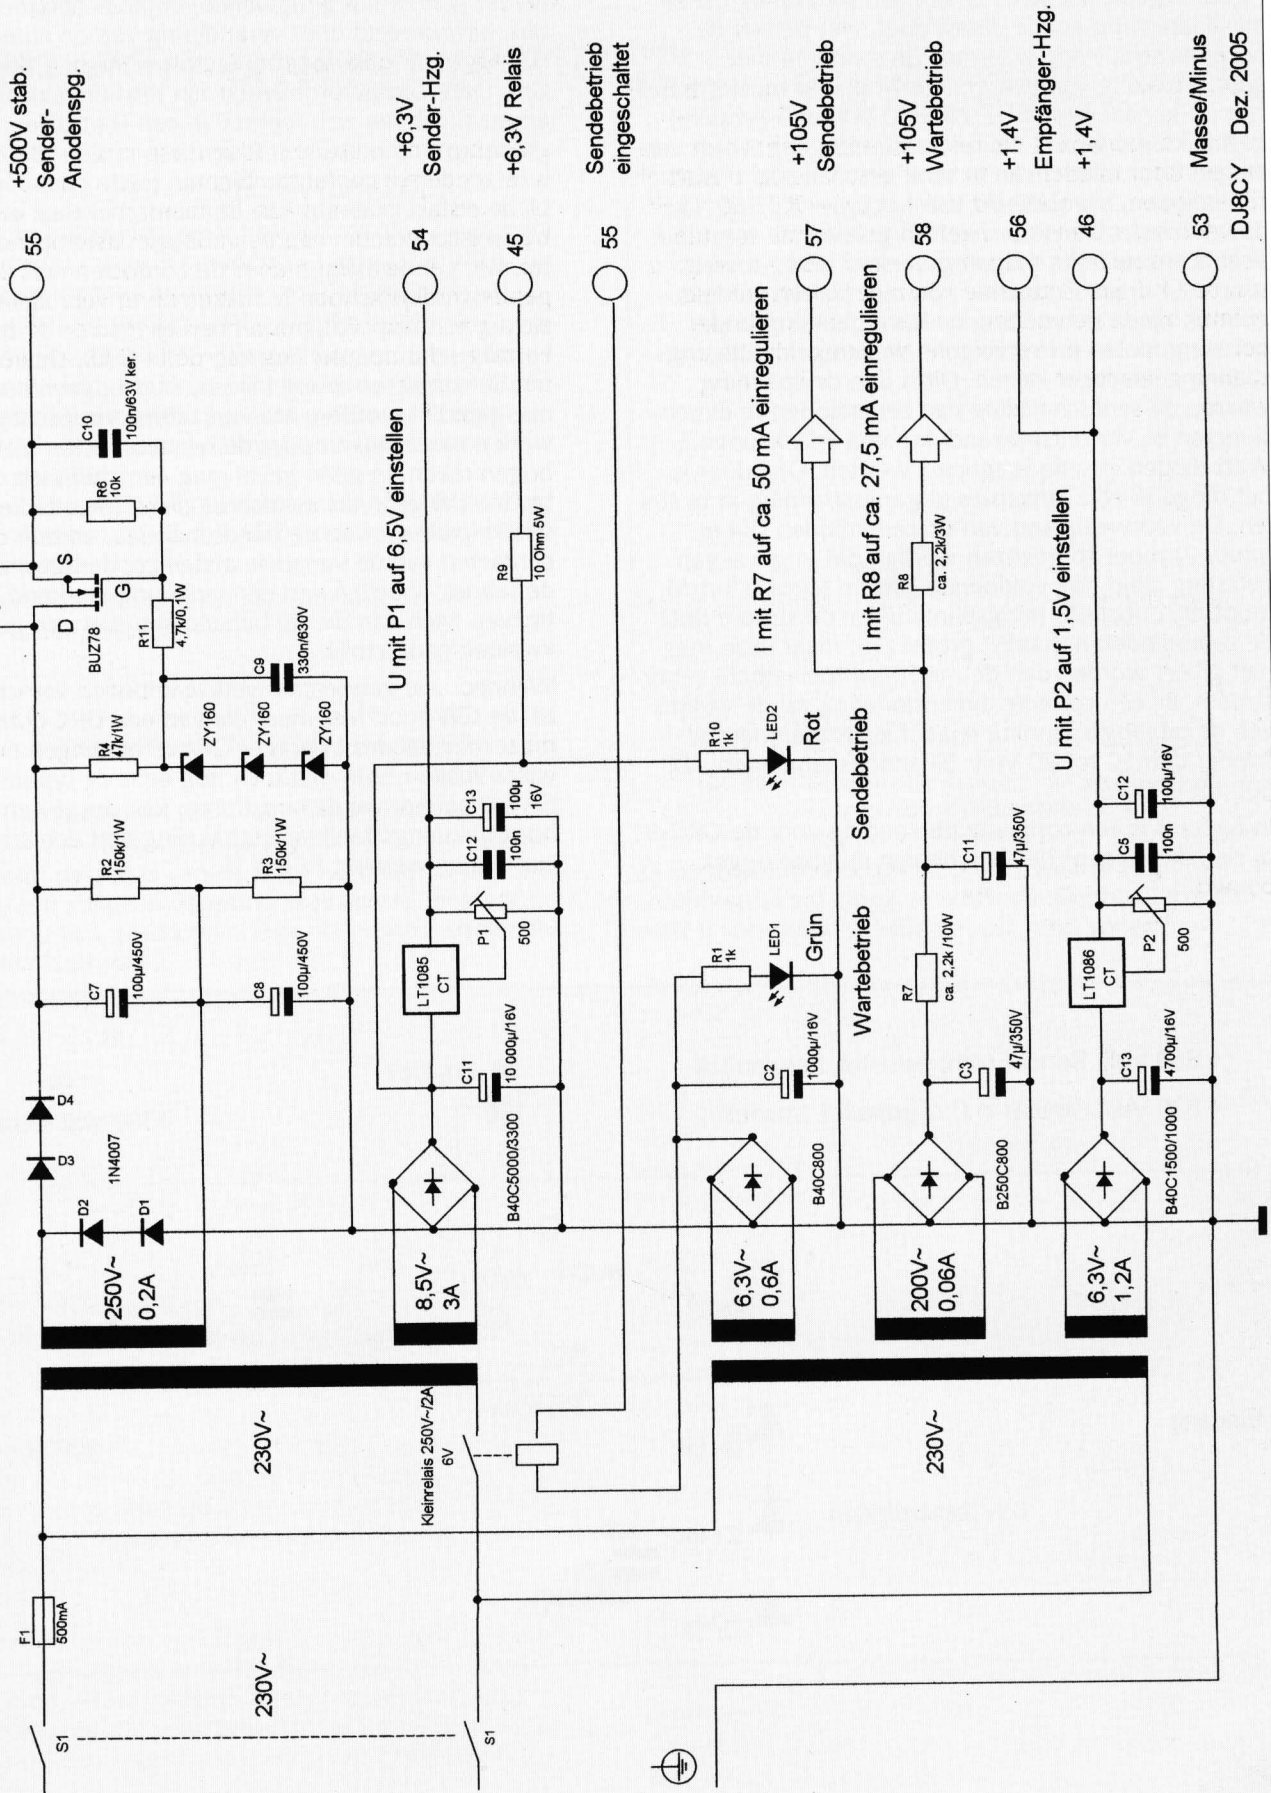 S1
S1
230V~
F1
500mA
230V~
Kleinrelais 250V~/2A
6V
230V~
250V~
0,2A
D2
D1
1N4007
D3
D4
C7
100µ/450V
C8
100µ/450V
R2
150k/1W
R3
150k/1W
R4
47k/1W
ZY160
ZY160
ZY160
C9
330n/630V
R11
4,7k/0,1W
BUZ78
D
S
G
R6
10k
C10
100n/63V ker.
55
+500V stab.
Sender-
Anodenspg.
8,5V~
3A
B40C5000/3300
C11
10 000µ/16V
LT1085
CT
P1
500
C12
100n
C13
100µ
16V
U mit P1 auf 6,5V einstellen
54
+6,3V
Sender-Hzg.
R9
10 Ohm 5W
45
+6,3V Relais
55
Sendebetrieb
eingeschaltet
6,3V~
0,6A
B40C800
C2
1000µ/16V
R1
1k
LED1
Grün
Wartebetrieb
R10
1k
LED2
Rot
Sendebetrieb
200V~
0,06A
B250C800
C3
47µ/350V
R7
ca. 2,2k /10W
C11
47µ/350V
R8
ca. 2,2k/3W
I mit R7 auf ca. 50 mA einregulieren
I
57
+105V
Sendebetrieb
I mit R8 auf ca. 27,5 mA einregulieren
I
58
+105V
Wartebetrieb
6,3V~
1,2A
B40C1500/1000
C13
4700µ/16V
LT1086
CT
P2
500
C5
100n
C12
100µ/16V
U mit P2 auf 1,5V einstellen
56
+1,4V
Empfänger-Hzg.
46
+1,4V
53
Masse/Minus
DJ8CY Dez. 2005